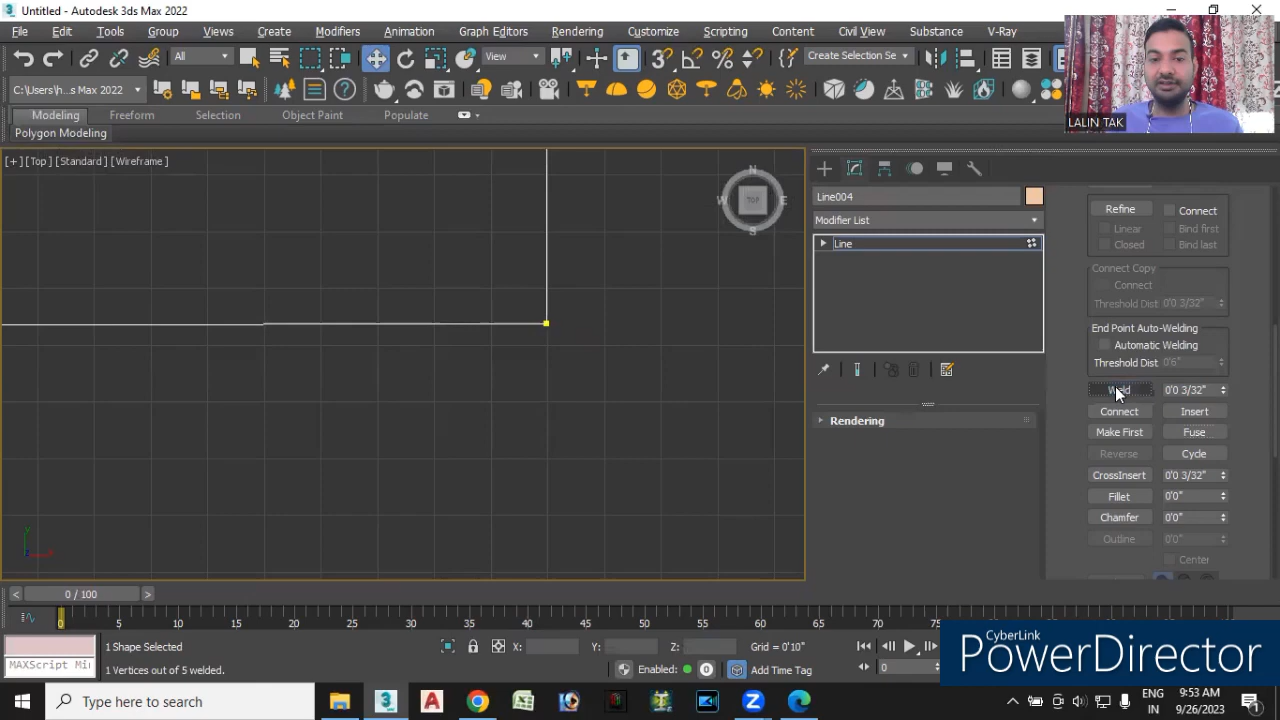 Untitled - Autodesk 3ds Max 2022
File Edit Tools Group Views Create Modifiers Animation Graph Editors Rendering Customize Scripting Content Civil View Substance V-Ray
All View Create Selection Se
C:\Users\h...s Max 2022
Modeling Freeform Selection Object Paint Populate
Polygon Modeling
LALIN TAK
[+] [Top] [Standard] [Wireframe]
N
W TOP E
S
Line004
Modifier List
Line
Rendering
Refine Connect
Linear Bind first
Closed Bind last
Connect Copy
Connect
Threshold Dist 0'0 3/32"
End Point Auto-Welding
Automatic Welding
Threshold Dist 0'6"
Weld 0'0 3/32"
Connect Insert
Make First Fuse
Reverse Cycle
CrossInsert 0'0 3/32"
Fillet 0'0"
Chamfer 0'0"
Outline 0'0"
Center
0 / 100
0 5 10 15 20 25 30 35 40 45 50 55 60 65 70 75
1 Shape Selected X: Y: Z: Grid = 0'10"
MAXScript Mi
1 Vertices out of 5 welded. Enabled: 0 Add Time Tag 0
CyberLink
PowerDirector
Type here to search
ENG
IN
9:53 AM
9/26/2023